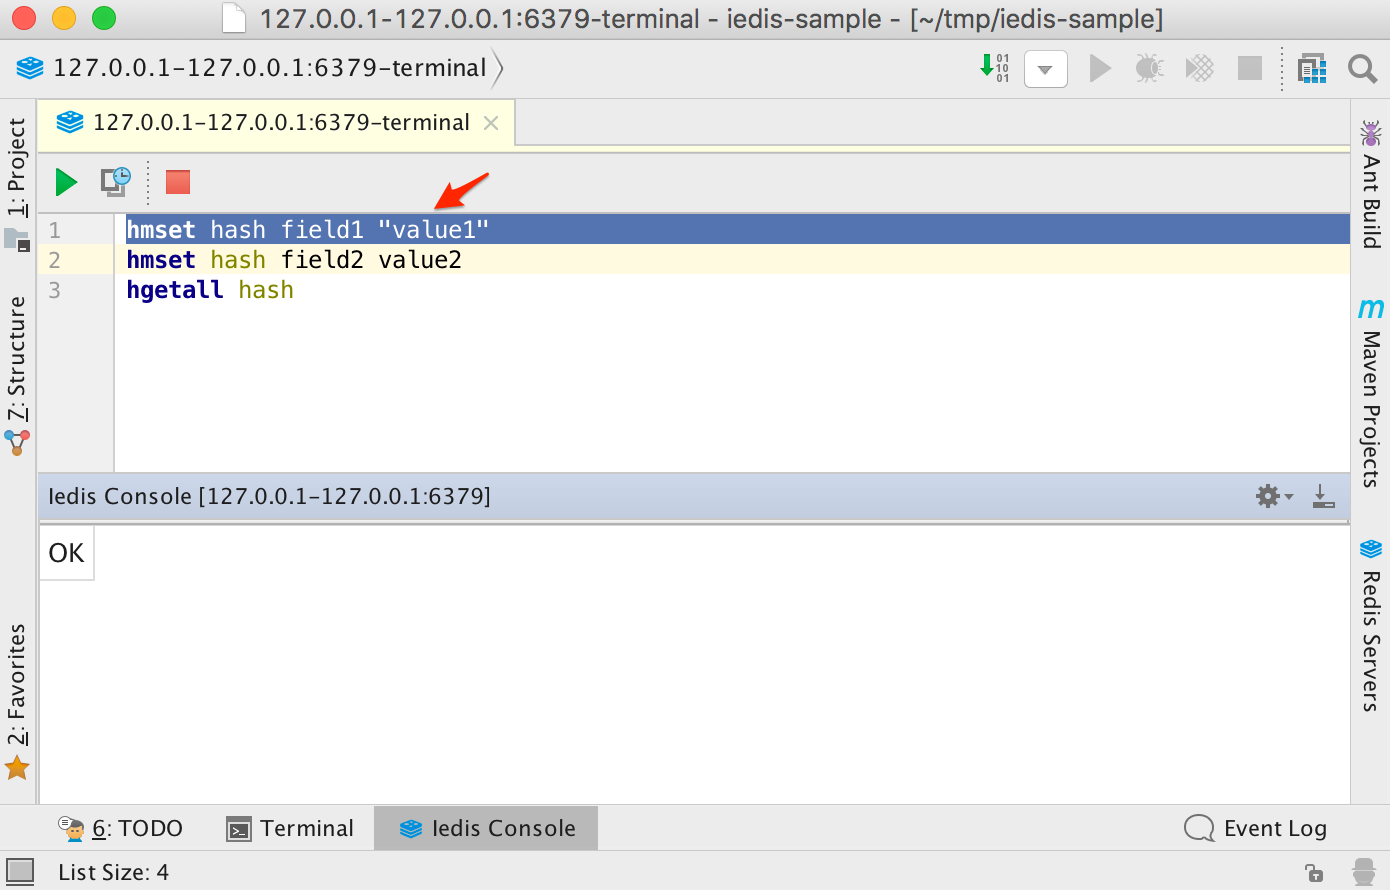 127.0.0.1-127.0.0.1:6379-terminal - iedis-sample - [~/tmp/iedis-sample]
127.0.0.1-127.0.0.1:6379-terminal
01
10
01
127.0.0.1-127.0.0.1:6379-terminal
1: Project
7: Structure
2: Favorites
1 hmset hash field1 "value1"
2 hmset hash field2 value2
3 hgetall hash
Ant Build
m
Maven Projects
Redis Servers
Iedis Console [127.0.0.1-127.0.0.1:6379]
OK
6: TODO Terminal Iedis Console Event Log
List Size: 4